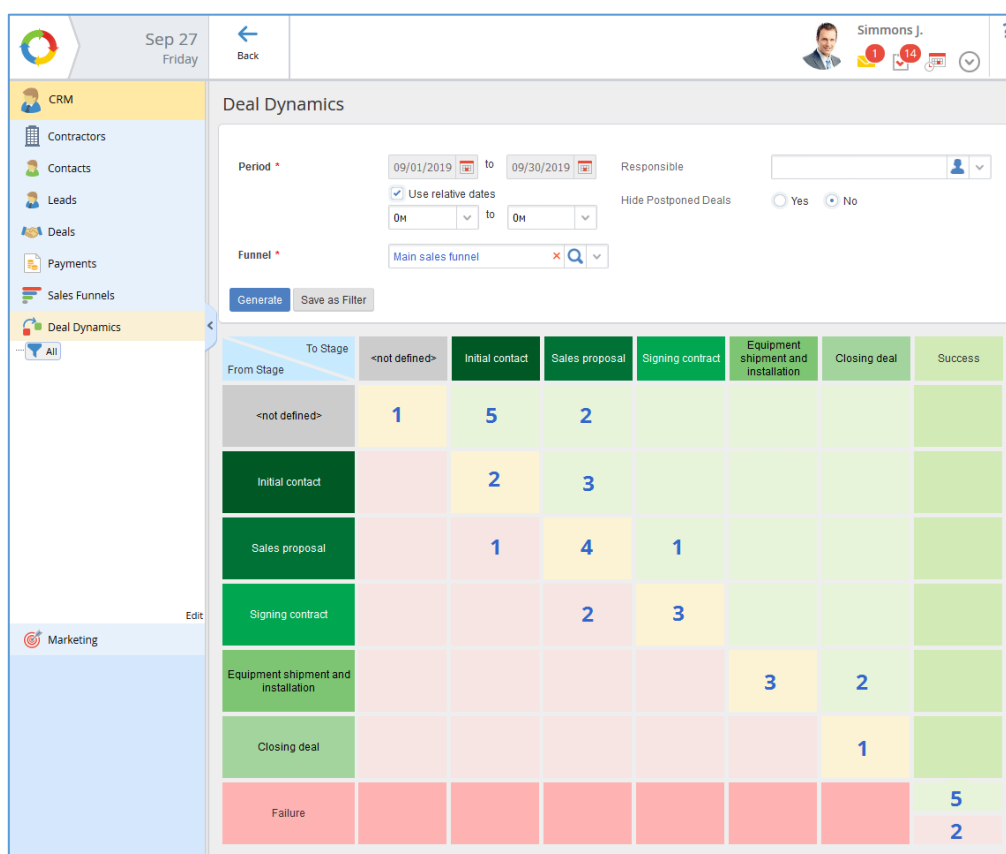 Sep 27
Friday
Back
Simmons J.
1
14
CRM
Contractors
Contacts
Leads
Deals
Payments
Sales Funnels
Deal Dynamics
All
Edit
Marketing
Deal Dynamics
Period *
09/01/2019 to 09/30/2019
Use relative dates
0м to 0м
Responsible
Hide Postponed Deals Yes No
Funnel *
Main sales funnel
Generate Save as Filter
To Stage
From Stage
<not defined> Initial contact Sales proposal Signing contract Equipment shipment and installation Closing deal Success
<not defined> 1 5 2
Initial contact 2 3
Sales proposal 1 4 1
Signing contract 2 3
Equipment shipment and installation 3 2
Closing deal 1
Failure 5
2